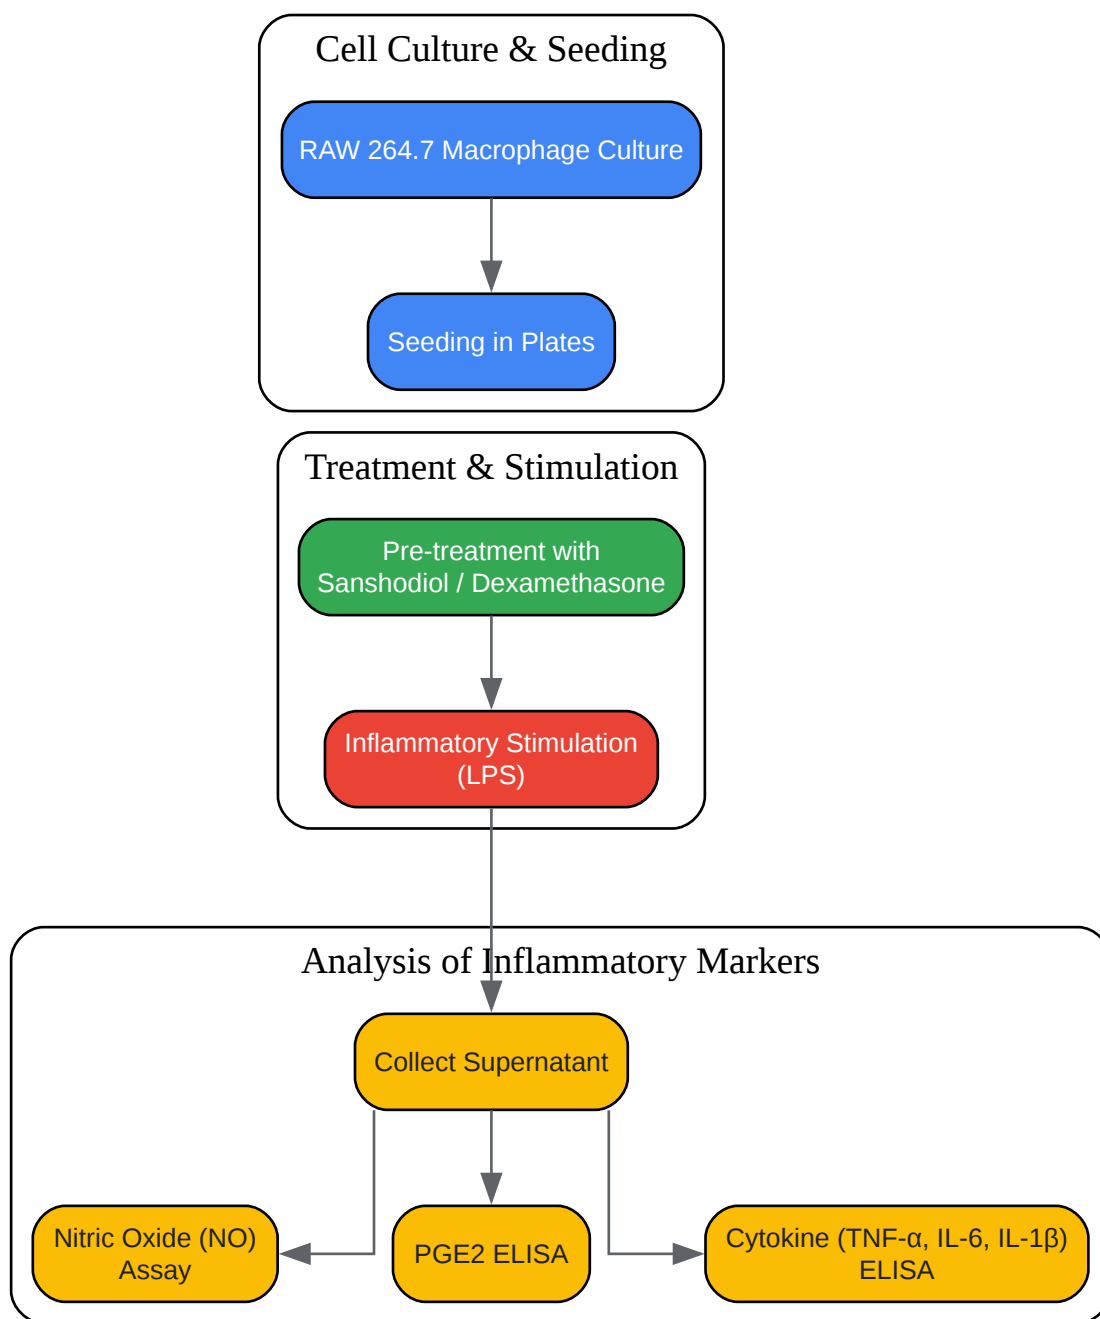 Cell Culture & Seeding
RAW 264.7 Macrophage Culture
Seeding in Plates
Treatment & Stimulation
Pre-treatment with
Sanshodiol / Dexamethasone
Inflammatory Stimulation
(LPS)
Analysis of Inflammatory Markers
Collect Supernatant
Nitric Oxide (NO)
Assay
PGE2 ELISA
Cytokine (TNF-α, IL-6, IL-1β)
ELISA